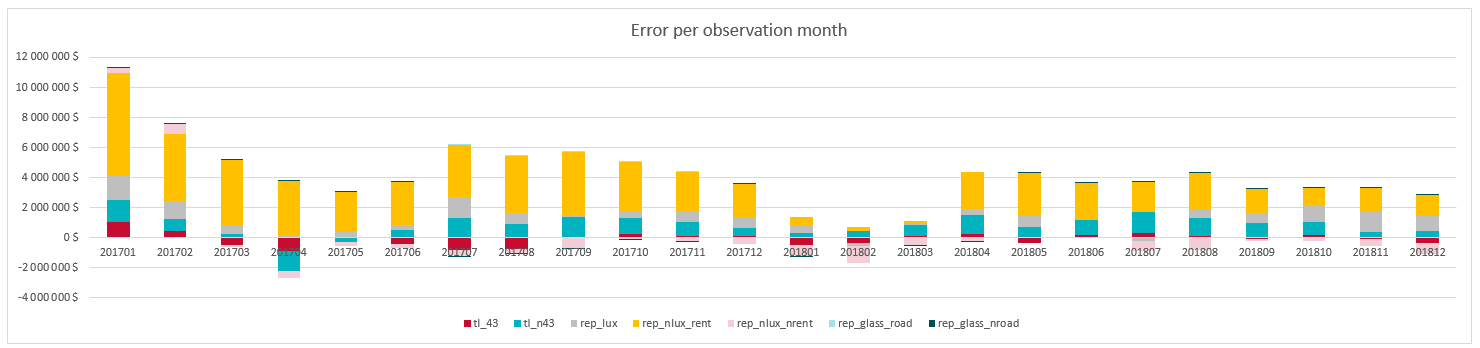 Error per observation month
12 000 000 $
10 000 000 $
8 000 000 $
6 000 000 $
4 000 000 $
2 000 000 $
0 $
-2 000 000 $
-4 000 000 $
201701 201702 201703 201704 201705 201706 201707 201708 201709 201710 201711 201712 201801 201802 201803 201804 201805 201806 201807 201808 201809 201810 201811 201812
tl_43 tl_n43 rep_lux rep_nlux_rent rep_nlux_nrent rep_glass_road rep_glass_nroad